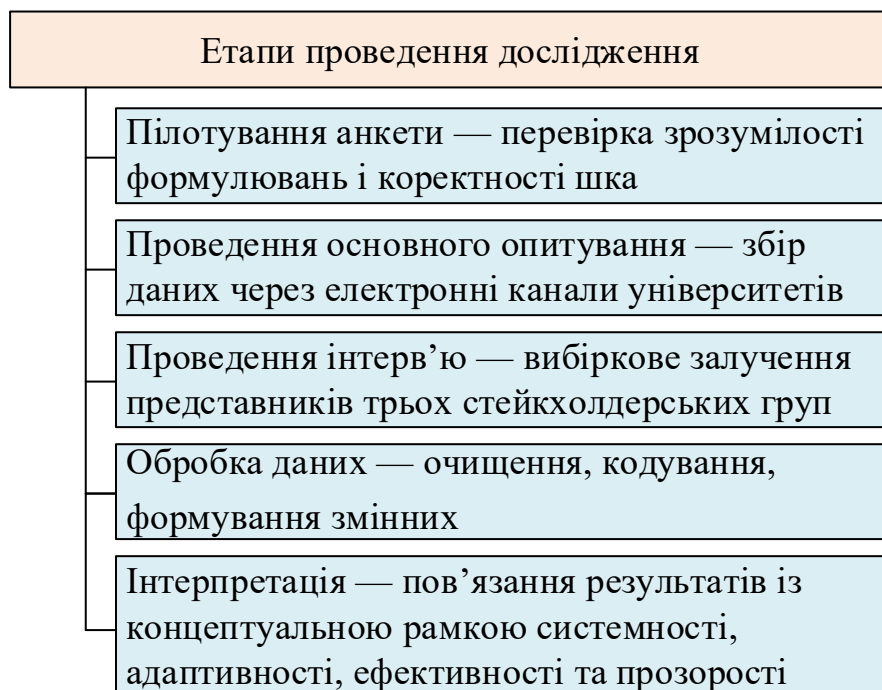 Етапи проведення дослідження
Пілотування анкети — перевірка зрозумілості
формулювань і коректності шка
Проведення основного опитування — збір
даних через електронні канали університетів
Проведення інтерв’ю — вибіркове залучення
представників трьох стейкхолдерських груп
Обробка даних — очищення, кодування,
формування змінних
Інтерпретація — пов’язання результатів із
концептуальною рамкою системності,
адаптивності, ефективності та прозорості